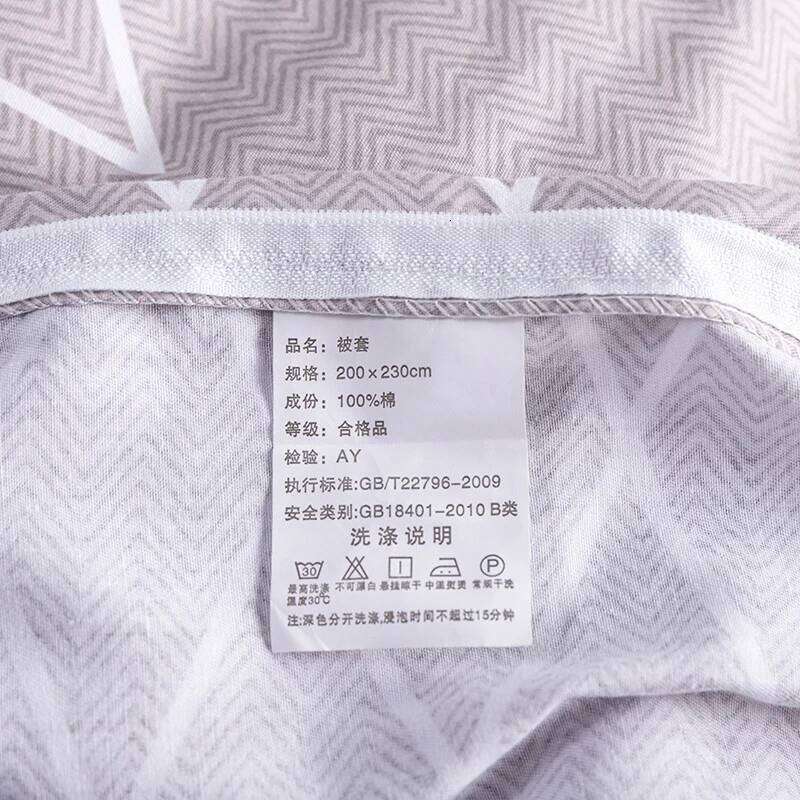 品名: 被套
规格: 200×230cm
成份: 100%棉
等级: 合格品
检验: AY
执行标准:GB/T22796-2009
安全类别:GB18401-2010 B类
洗涤说明
30 P
最高洗涤温度30℃ 不可漂白 悬挂晾干 中温熨烫 常规干洗
注:深色分开洗涤,浸泡时间不超过15分钟